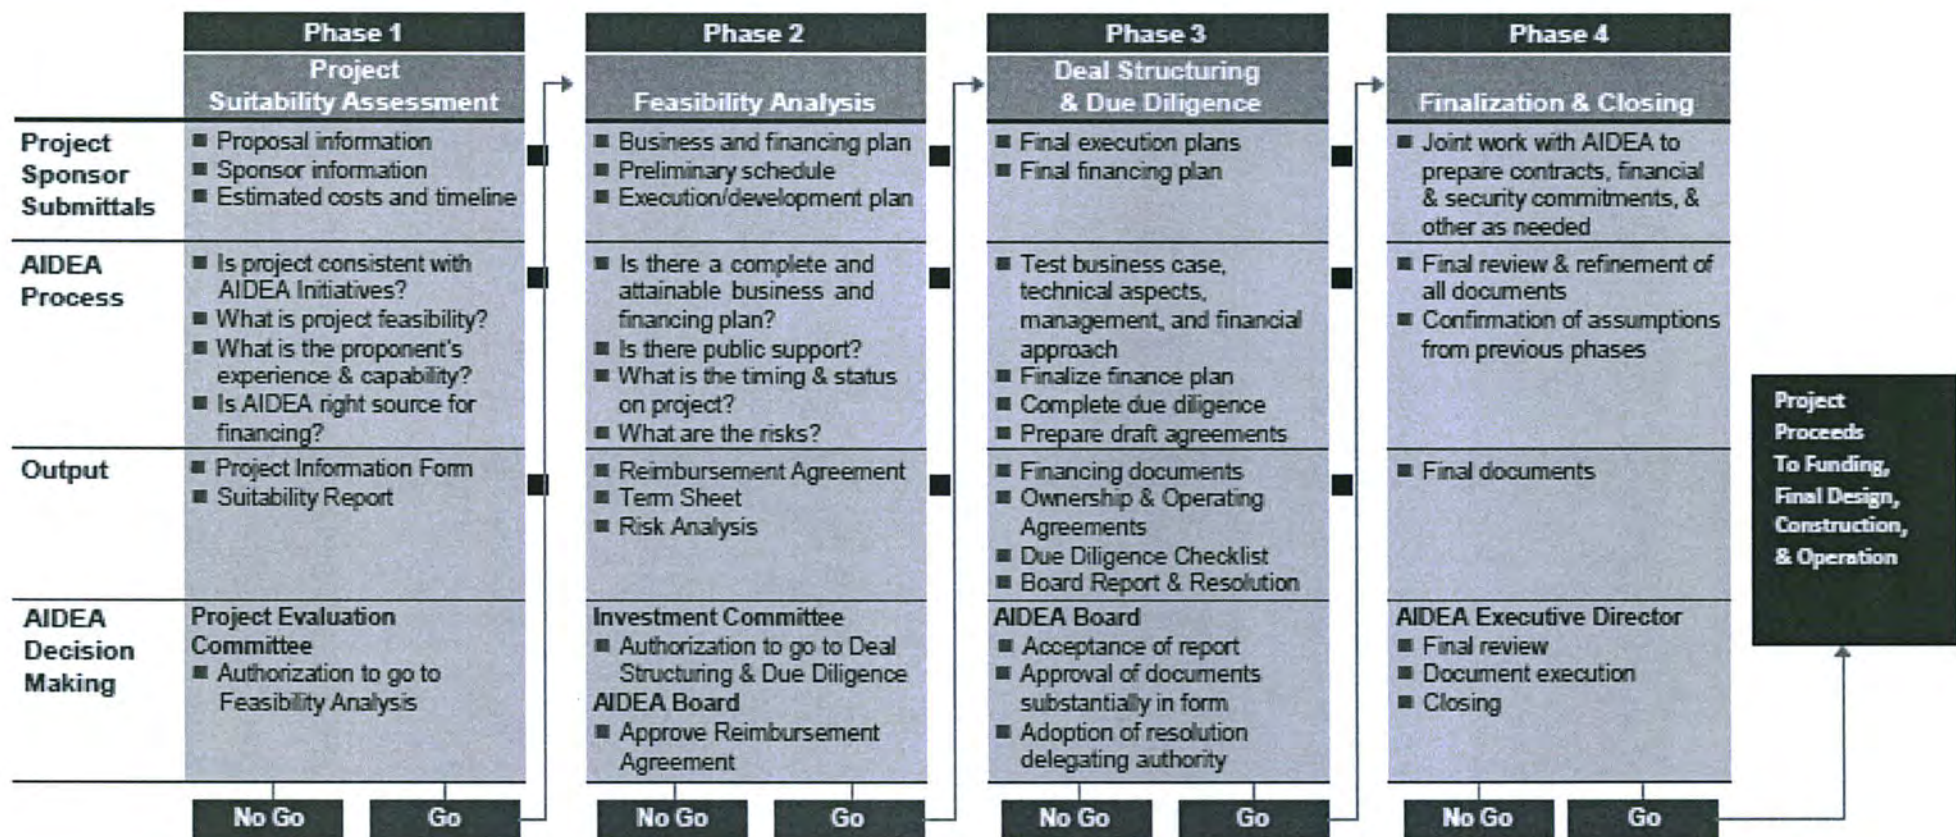 Phase 1
Phase 2
Phase 3
Phase 4
Project
Suitability Assessment
Feasibility Analysis
Deal Structuring
& Due Diligence
Finalization & Closing
Project
Sponsor
Submittals
■ Proposal information
■ Sponsor information
■ Estimated costs and timeline
■ Business and financing plan
■ Preliminary schedule
■ Execution/development plan
■ Final execution plans
■ Final financing plan
■ Joint work with AIDEA to
prepare contracts, financial
& security commitments, &
other as needed
AIDEA
Process
■ Is project consistent with
AIDEA Initiatives?
■ What is project feasibility?
■ What is the proponent's
experience & capability?
■ Is AIDEA right source for
financing?
■ Is there a complete and
attainable business and
financing plan?
■ Is there public support?
■ What is the timing & status
on project?
■ What are the risks?
■ Test business case,
technical aspects,
management, and financial
approach
■ Finalize finance plan
■ Complete due diligence
■ Prepare draft agreements
■ Final review & refinement of
all documents
■ Confirmation of assumptions
from previous phases
Output
■ Project Information Form
■ Suitability Report
■ Reimbursement Agreement
■ Term Sheet
■ Risk Analysis
■ Financing documents
■ Ownership & Operating
Agreements
■ Due Diligence Checklist
■ Board Report & Resolution
■ Final documents
AIDEA
Decision
Making
Project Evaluation
Committee
■ Authorization to go to
Feasibility Analysis
Investment Committee
■ Authorization to go to Deal
Structuring & Due Diligence
AIDEA Board
■ Approve Reimbursement
Agreement
AIDEA Board
■ Acceptance of report
■ Approval of documents
substantially in form
■ Adoption of resolution
delegating authority
AIDEA Executive Director
■ Final review
■ Document execution
■ Closing
No Go
Go
No Go
Go
No Go
Go
No Go
Go
Project
Proceeds
To Funding,
Final Design,
Construction,
& Operation